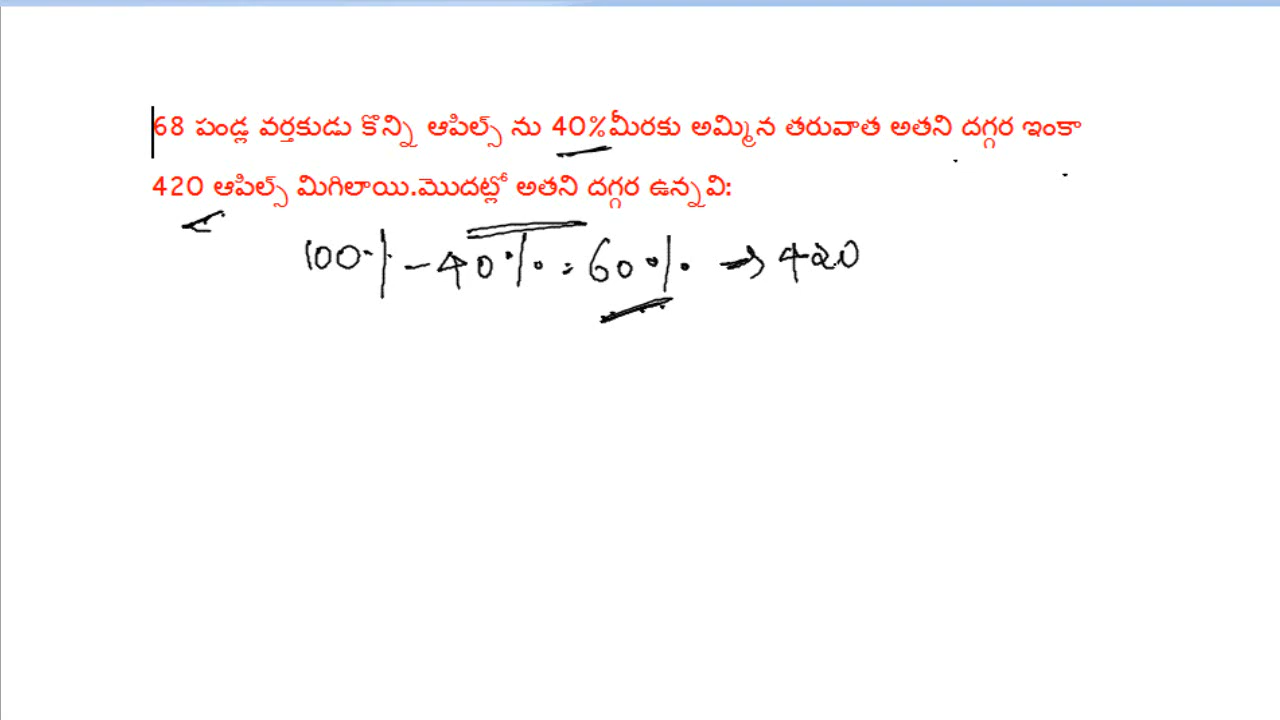 68 పండ్ల వర్తకుడు కొన్ని ఆపిల్స్ ను 40%మీరకు అమ్మిన తరువాత అతని దగ్గర ఇంకా
420 ఆపిల్స్ మిగిలాయి.మొదట్లో అతని దగ్గర ఉన్నవి:
100% - 40% = 60% → 420